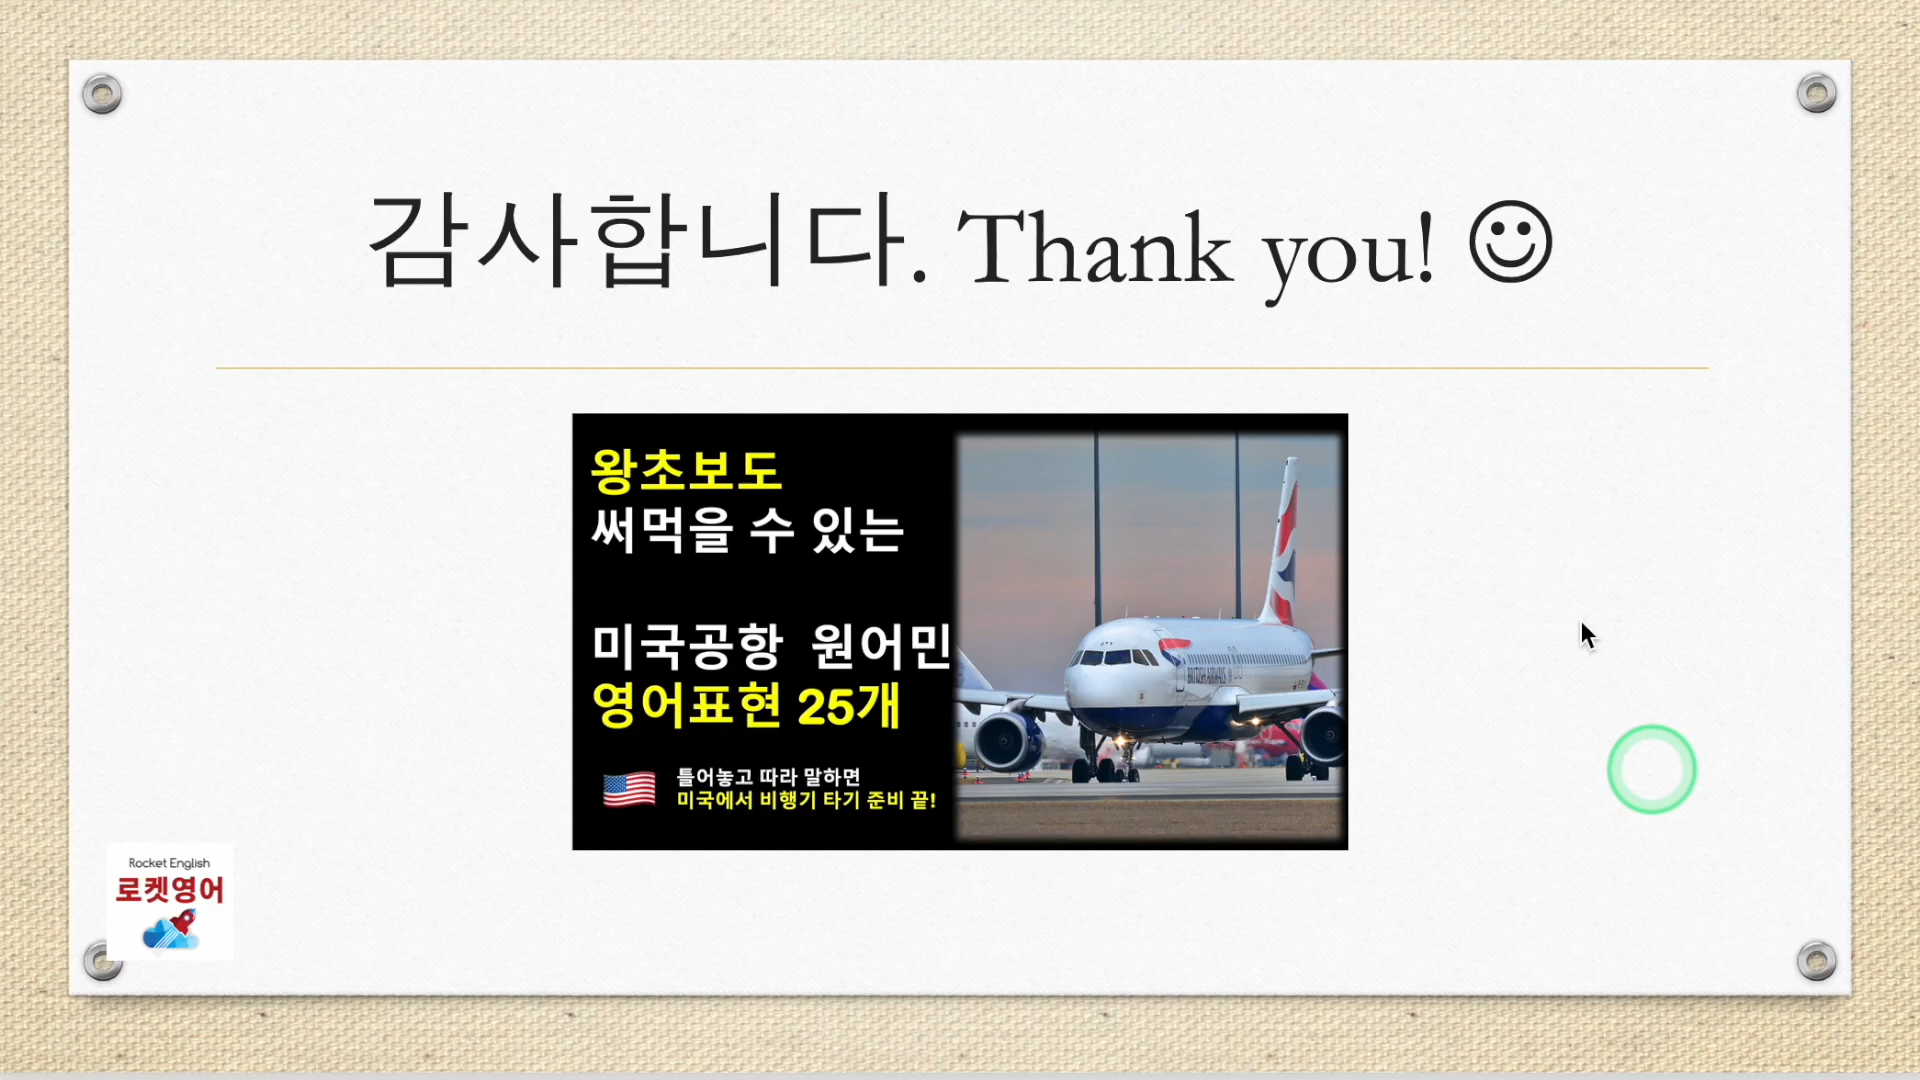 감사합니다. Thank you! ☺
왕초보도
써먹을 수 있는
미국공항 원어민
영어표현 25개
틀어놓고 따라 말하면
미국에서 비행기 타기 준비 끝!
BRITISH AIRWAYS
Rocket English
로켓영어